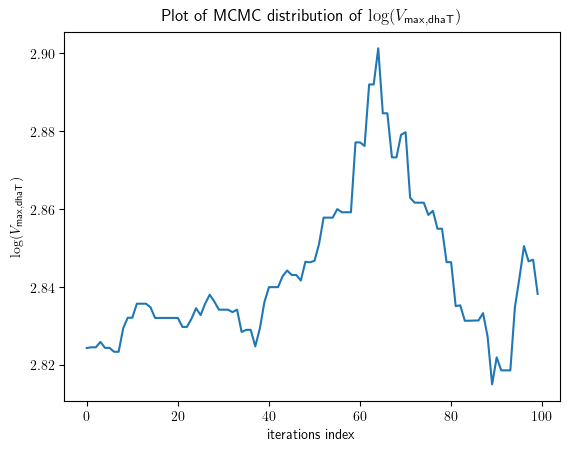 Plot of MCMC distribution of log(V_max,dhaT)
2.90
2.88
2.86
2.84
2.82
log(V_max,dhaT)
0 20 40 60 80 100
iterations index